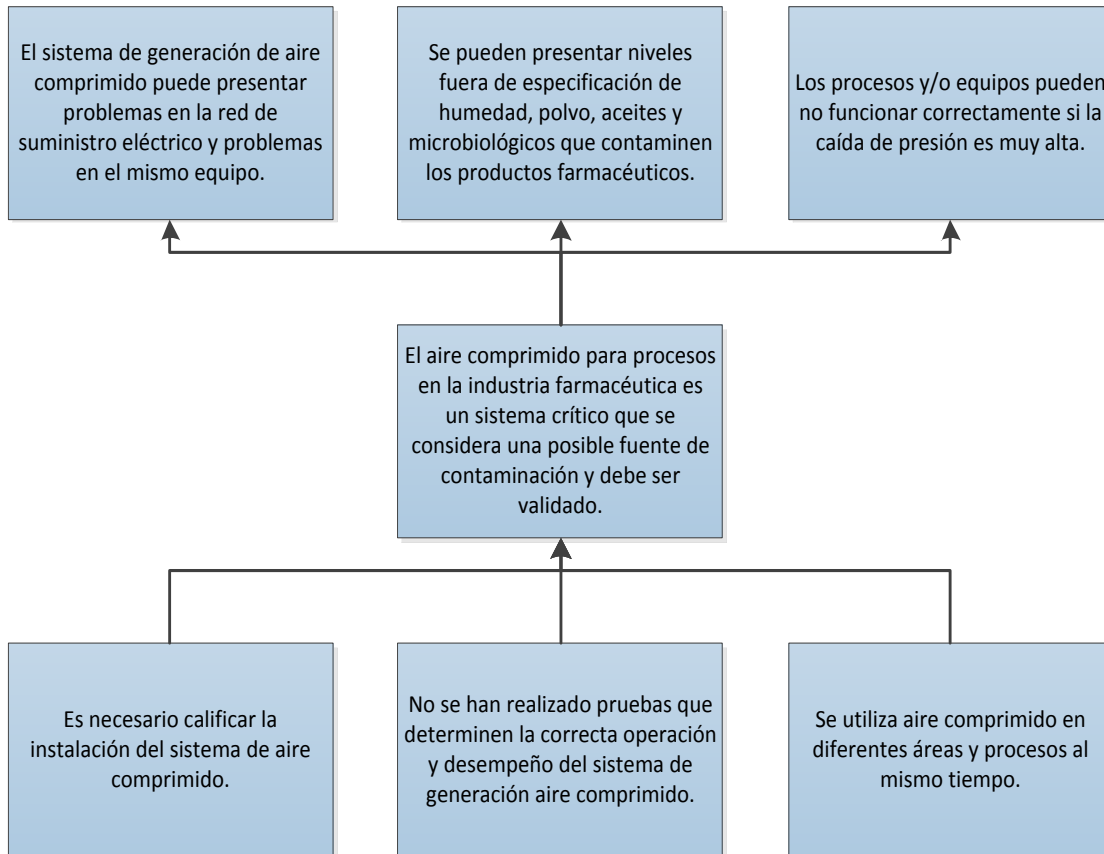 El sistema de generación de aire
comprimido puede presentar
problemas en la red de
suministro eléctrico y problemas
en el mismo equipo.
Se pueden presentar niveles
fuera de especificación de
humedad, polvo, aceites y
microbiológicos que contaminen
los productos farmacéuticos.
Los procesos y/o equipos pueden
no funcionar correctamente si la
caída de presión es muy alta.
El aire comprimido para procesos
en la industria farmacéutica es
un sistema crítico que se
considera una posible fuente de
contaminación y debe ser
validado.
Es necesario calificar la
instalación del sistema de aire
comprimido.
No se han realizado pruebas que
determinen la correcta operación
y desempeño del sistema de
generación aire comprimido.
Se utiliza aire comprimido en
diferentes áreas y procesos al
mismo tiempo.